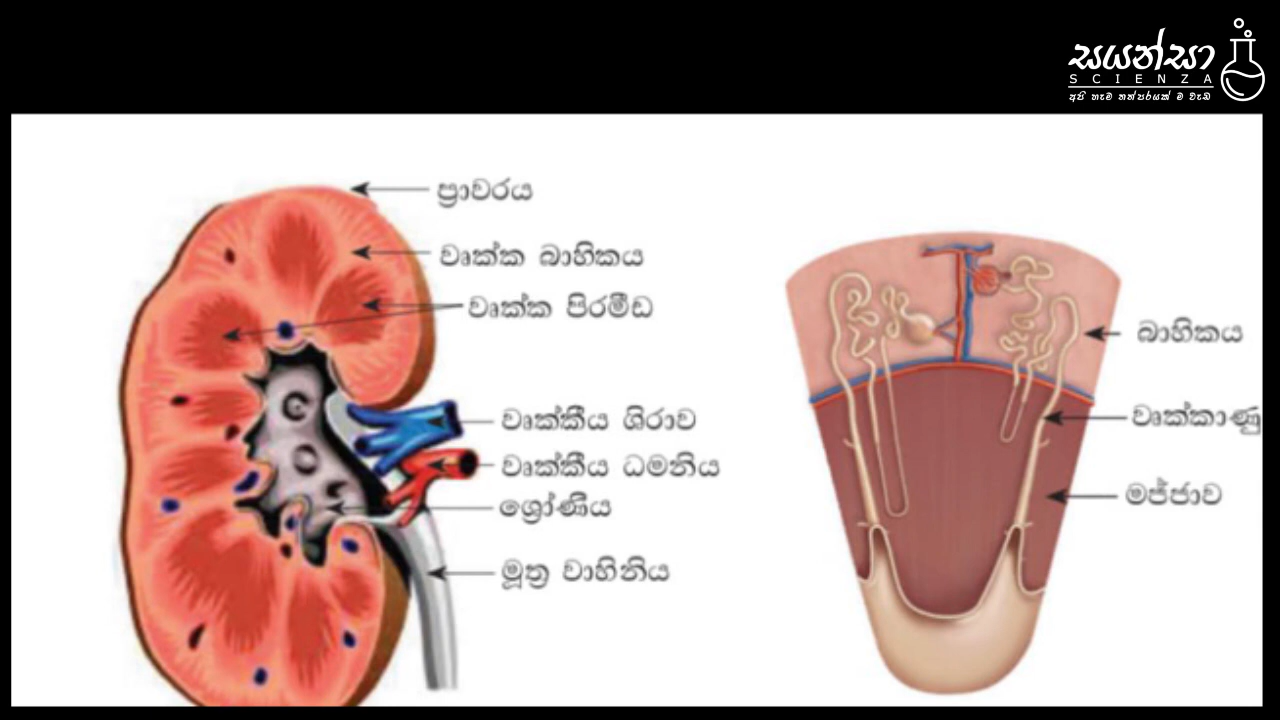 සයන්සා
SCIENZA
අපි හැම තත්පරයක් ම වැඩ
ප්‍රාවරය
වෘක්ක බාහිකය
වෘක්ක පිරමීඩ
වෘක්කීය ශිරාව
වෘක්කීය ධමනිය
ශ්‍රෝණිය
මූත්‍ර වාහිනිය
බාහිකය
වෘක්කාණු
මජ්ජාව